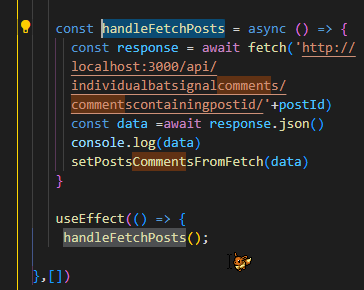 const handleFetchPosts = async () => {
const response = await fetch('http://
localhost:3000/api/
individualbatsignalcomments/
commentscontainingpostid/'+postId)
const data =await response.json()
console.log(data)
setPostsCommentsFromFetch(data)
}
useEffect(() => {
handleFetchPosts();
},[])